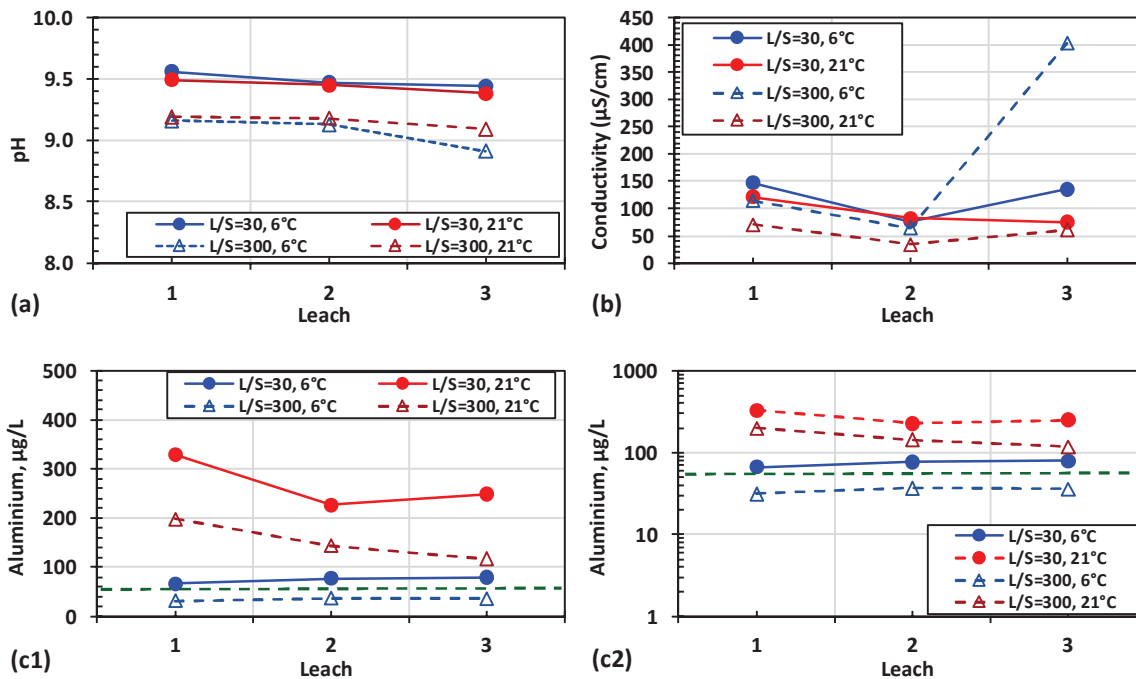 10.0
9.5
9.0
8.5
8.0
pH
L/S=30, 6°C
L/S=30, 21°C
L/S=300, 6°C
L/S=300, 21°C
1
2
3
Leach
(a)
450
400
350
300
250
200
150
100
50
0
Conductivity (µS/cm)
L/S=30, 6°C
L/S=30, 21°C
L/S=300, 6°C
L/S=300, 21°C
1
2
3
Leach
(b)
500
400
300
200
100
0
Aluminium, µg/L
L/S=30, 6°C
L/S=30, 21°C
L/S=300, 6°C
L/S=300, 21°C
1
2
3
Leach
(c1)
1000
100
10
1
Aluminium, µg/L
L/S=30, 6°C
L/S=30, 21°C
L/S=300, 6°C
L/S=300, 21°C
1
2
3
Leach
(c2)